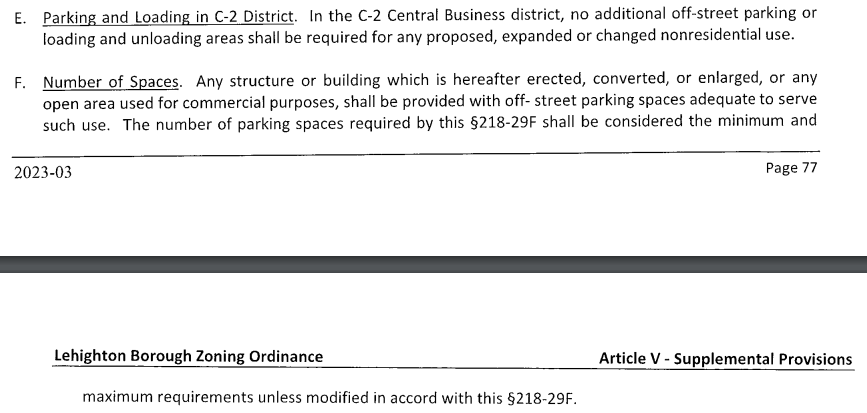 E. Parking and Loading in C-2 District. In the C-2 Central Business district, no additional off-street parking or
loading and unloading areas shall be required for any proposed, expanded or changed nonresidential use.
F. Number of Spaces. Any structure or building which is hereafter erected, converted, or enlarged, or any
open area used for commercial purposes, shall be provided with off- street parking spaces adequate to serve
such use. The number of parking spaces required by this §218-29F shall be considered the minimum and
2023-03 Page 77
Lehighton Borough Zoning Ordinance Article V - Supplemental Provisions
maximum requirements unless modified in accord with this §218-29F.